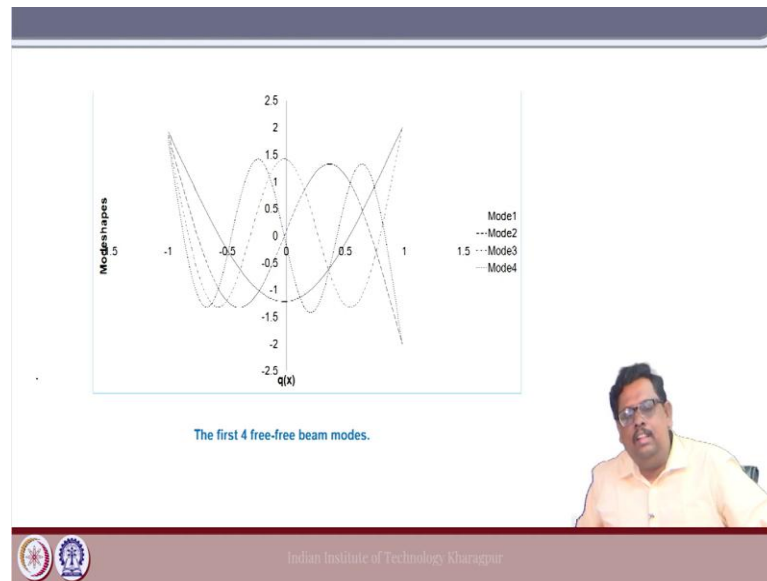 2.5
2
1.5
1
0.5
0
-0.5
-1
-1.5
-2
-2.5
Modeshapes
-1 -0.5 0 0.5 1 1.5
q(x)
Mode1
Mode2
Mode3
Mode4
The first 4 free-free beam modes.
Indian Institute of Technology Kharagpur